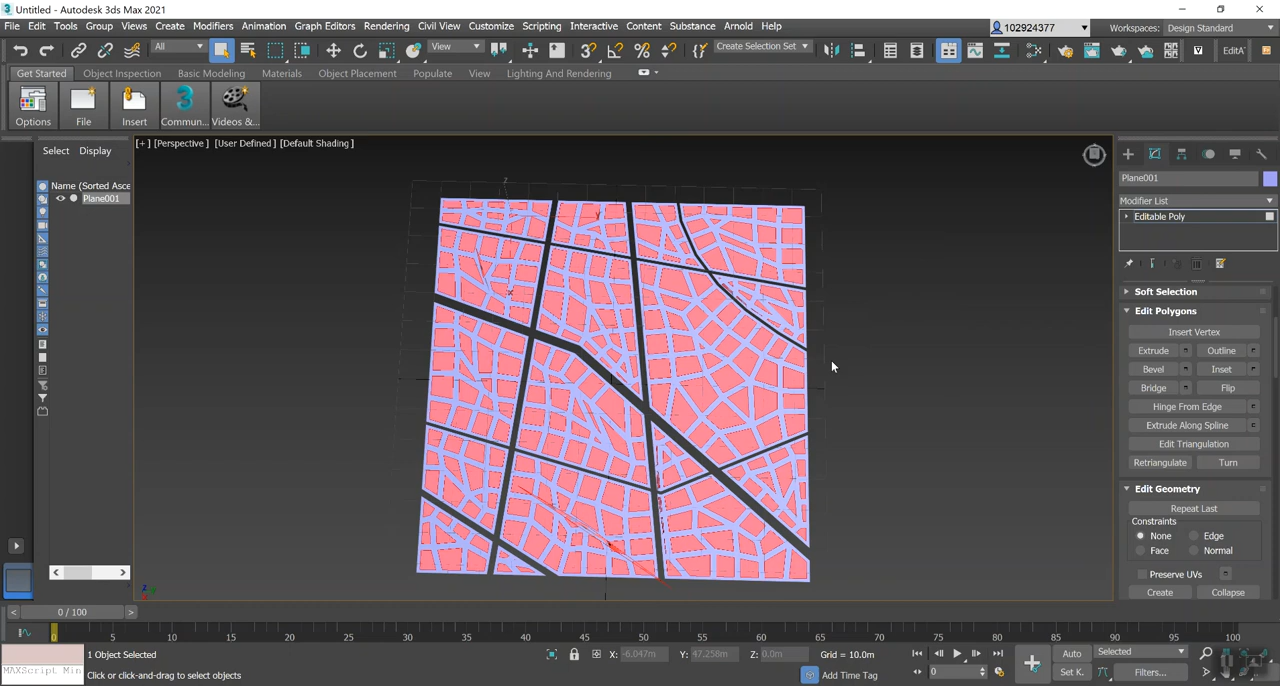 Untitled - Autodesk 3ds Max 2021
File Edit Tools Group Views Create Modifiers Animation Graph Editors Rendering Civil View Customize Scripting Interactive Content Substance Arnold Help
102924377 Workspaces: Design Standard
All View Create Selection Set EditA
Get Started Object Inspection Basic Modeling Materials Object Placement Populate View Lighting And Rendering
Options File Insert Commun... Videos &...
Select Display
[+] [Perspective] [User Defined] [Default Shading]
Name (Sorted Asce
Plane001
Plane001
Modifier List
Editable Poly
Soft Selection
Edit Polygons
Insert Vertex
Extrude Outline
Bevel Inset
Bridge Flip
Hinge From Edge
Extrude Along Spline
Edit Triangulation
Retriangulate Turn
Edit Geometry
Repeat Last
Constraints
None Edge
Face Normal
Preserve UVs
Create Collapse
z
y
x
0 / 100
0 5 10 15 20 25 30 35 40 45 50 55 60 65 70 75 80 85 90 95 100
1 Object Selected X: -6.047m Y: 47.258m Z: 0.0m Grid = 10.0m Auto Selected
MAXScript Min Click or click-and-drag to select objects Add Time Tag 0 Set K. Filters...